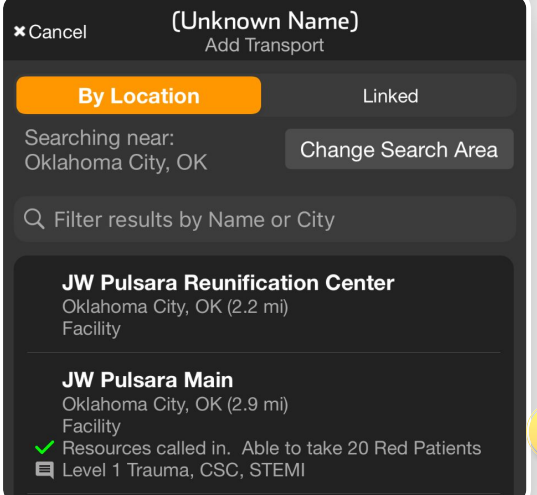 ✖Cancel
(Unknown Name)
Add Transport
By Location
Linked
Searching near:
Oklahoma City, OK
Change Search Area
Filter results by Name or City
JW Pulsara Reunification Center
Oklahoma City, OK (2.2 mi)
Facility
JW Pulsara Main
Oklahoma City, OK (2.9 mi)
Facility
Resources called in.  Able to take 20 Red Patients
Level 1 Trauma, CSC, STEMI